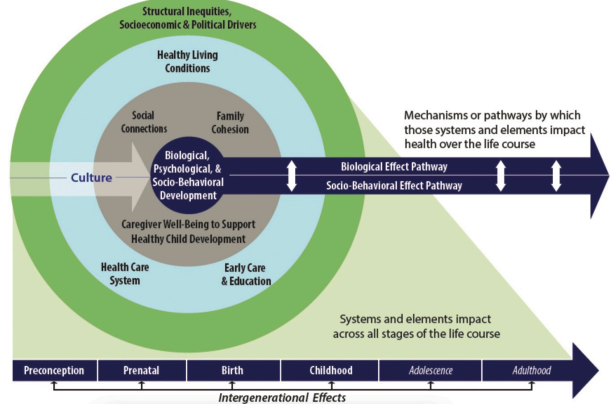 Structural Inequities,
Socioeconomic & Political Drivers
Healthy Living
Conditions
Social
Connections
Family
Cohesion
Mechanisms or pathways by which
those systems and elements impact
health over the life course
Culture
Biological,
Psychological, &
Socio-Behavioral
Development
Biological Effect Pathway
Socio-Behavioral Effect Pathway
Caregiver Well-Being to Support
Healthy Child Development
Health Care
System
Early Care
& Education
Systems and elements impact
across all stages of the life course
Preconception
Prenatal
Birth
Childhood
Adolescence
Adulthood
Intergenerational Effects